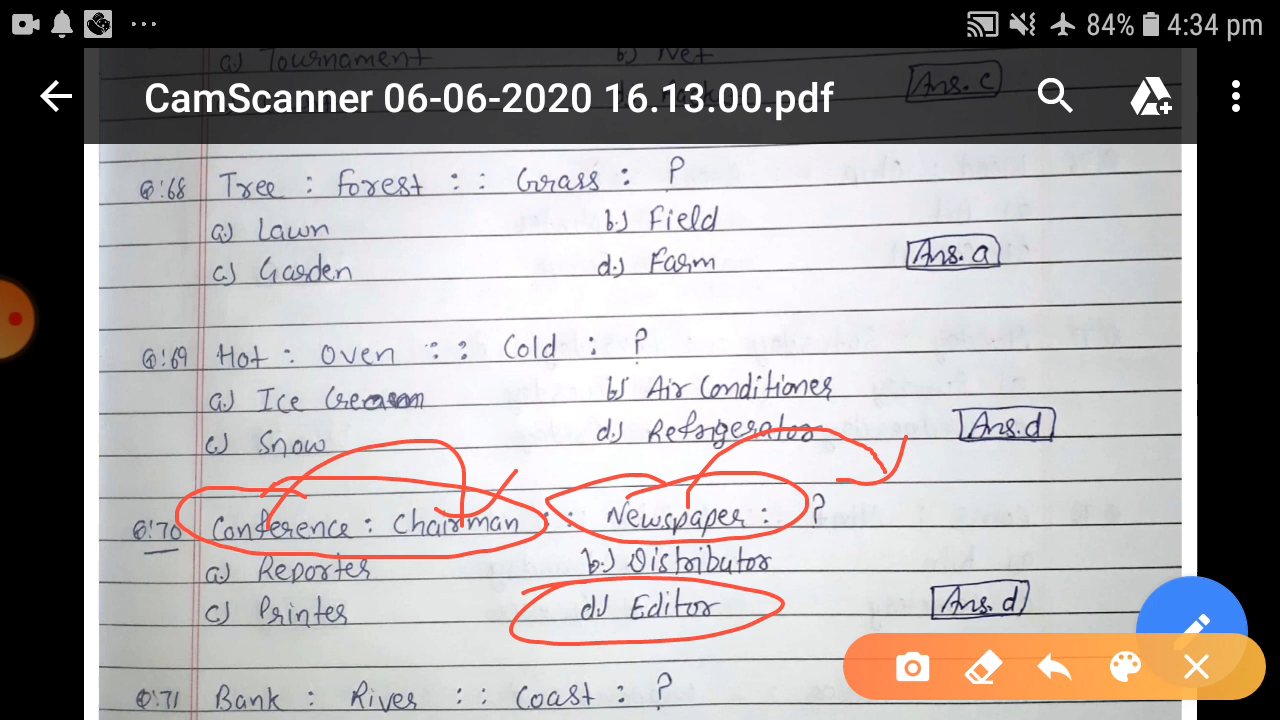 84% 4:34 pm
a.) Tournament b.) Net
CamScanner 06-06-2020 16.13.00.pdf
Ans. c
Q:68 Tree : Forest : : Grass : ?
a.) Lawn b.) Field
c.) Garden d.) Farm
Ans. a
Q:69 Hot : Oven : : Cold : ?
a.) Ice Cream b.) Air Conditioner
c.) Snow d.) Refrigerator
Ans. d
Q:70 Conference : Chairman : : Newspaper : ?
a.) Reporter b.) Distributor
c.) Printer d.) Editor
Ans. d
Q:71 Bank : River : : Coast : ?